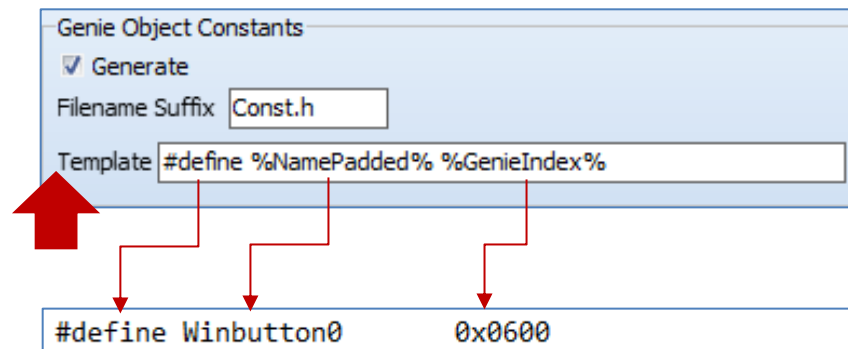 Genie Object Constants
Generate
Filename Suffix Const.h
Template #define %NamePadded% %GenieIndex%
#define Winbutton0 0x0600